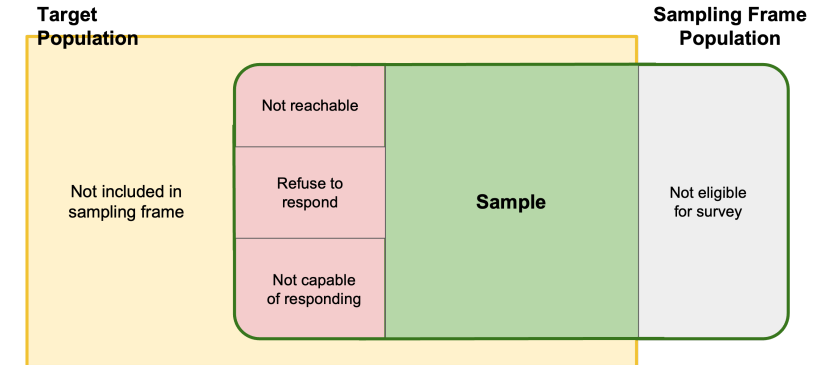 Target
Population
Sampling Frame
Population
Not reachable
Not included in
sampling frame
Refuse to
respond
Sample
Not eligible
for survey
Not capable
of responding